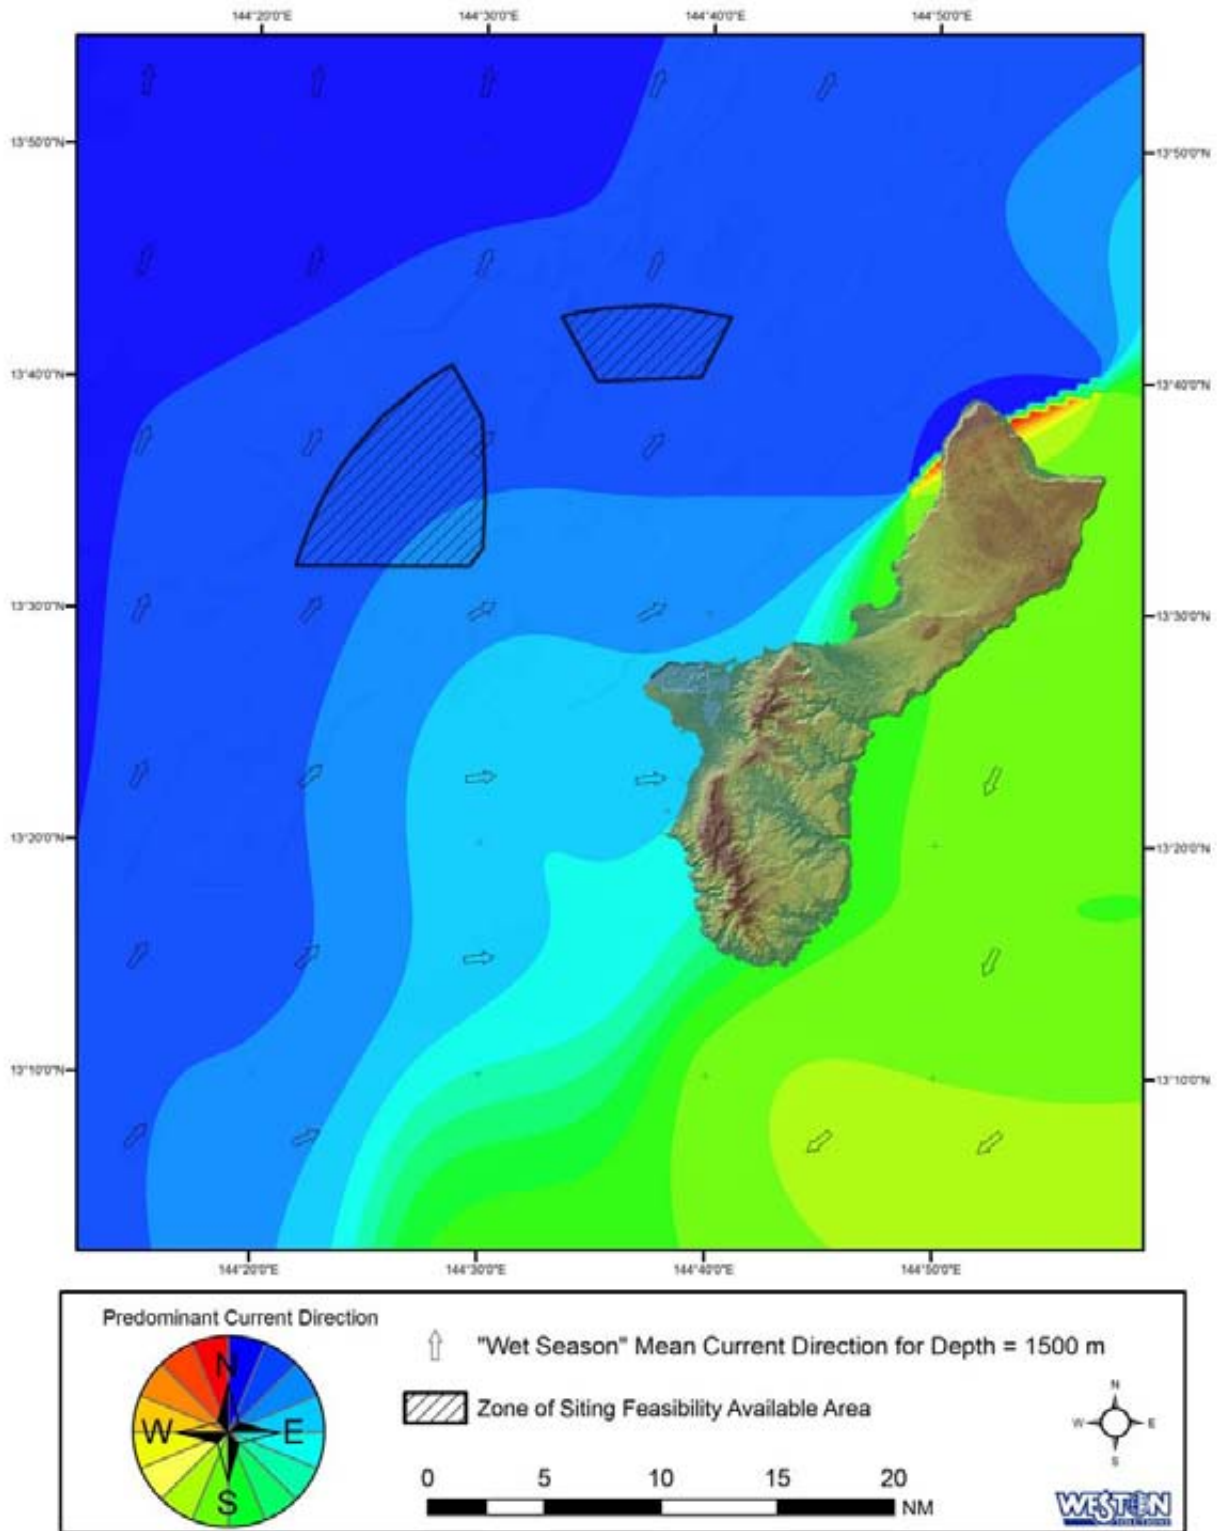 144°20'0"E 144°30'0"E 144°40'0"E 144°50'0"E
13°50'0"N 13°50'0"N
13°40'0"N 13°40'0"N
13°30'0"N 13°30'0"N
13°20'0"N 13°20'0"N
13°10'0"N 13°10'0"N
144°20'0"E 144°30'0"E 144°40'0"E 144°50'0"E
Predominant Current Direction
N
W E
S
"Wet Season" Mean Current Direction for Depth = 1500 m
Zone of Siting Feasibility Available Area
0 5 10 15 20
NM
N
W E
S
WESTON
SOLUTIONS